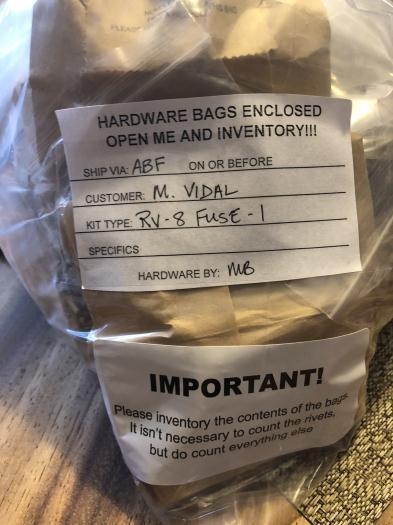 HARDWARE BAGS ENCLOSED
OPEN ME AND INVENTORY!!!
SHIP VIA: ABF ON OR BEFORE
CUSTOMER: M. VIDAL
KIT TYPE: RV-8 FUSE-1
SPECIFICS
HARDWARE BY: MB
IMPORTANT!
Please inventory the contents of the bags.
It isn't necessary to count the rivets,
but do count everything else